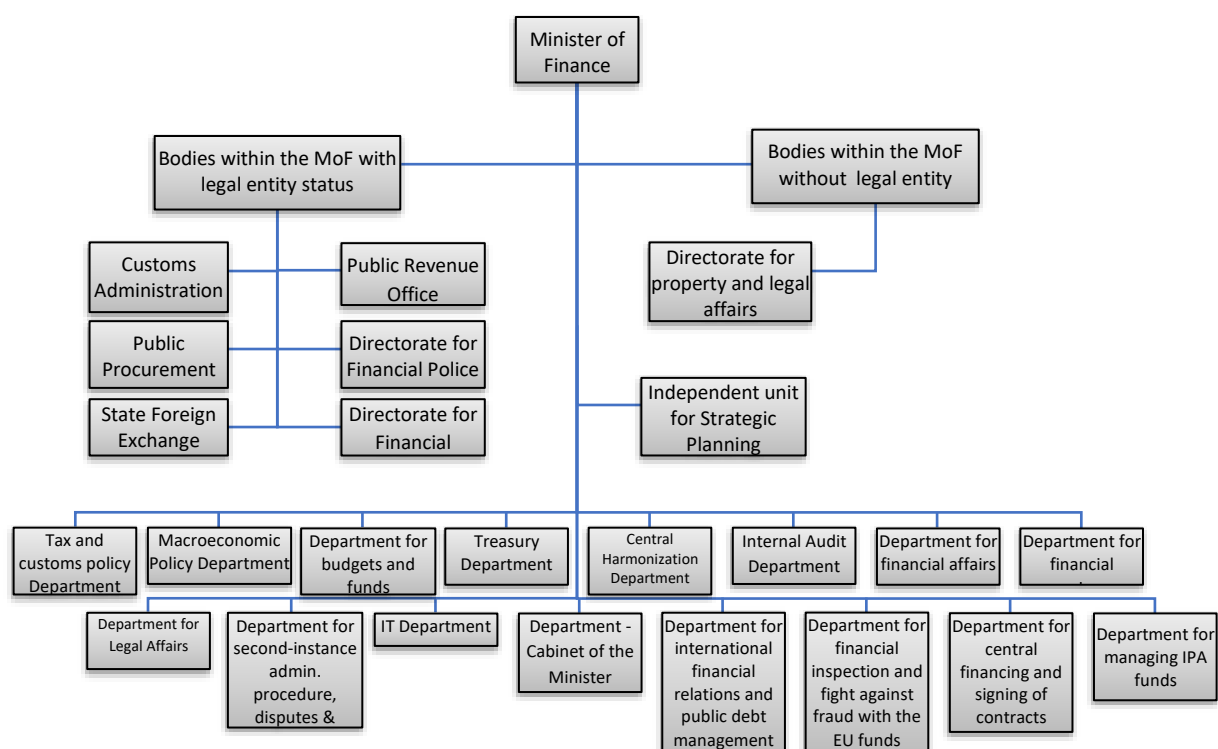 Minister of
Finance
Bodies within the MoF with
legal entity status
Bodies within the MoF
without legal entity
Customs
Administration
Public Revenue
Office
Directorate for
property and legal
affairs
Public
Procurement
Directorate for
Financial Police
State Foreign
Exchange
Directorate for
Financial
Independent unit
for Strategic
Planning
Tax and
customs policy
Department
Macroeconomic
Policy Department
Department for
budgets and
funds
Treasury
Department
Central
Harmonization
Department
Internal Audit
Department
Department for
financial affairs
Department for
financial
Department for
Legal Affairs
Department for
second-instance
admin.
procedure,
disputes &
IT Department
Department -
Cabinet of the
Minister
Department for
international
financial
relations and
public debt
management
Department for
financial
inspection and
fight against
fraud with the
EU funds
Department for
central
financing and
signing of
contracts
Department for
managing IPA
funds